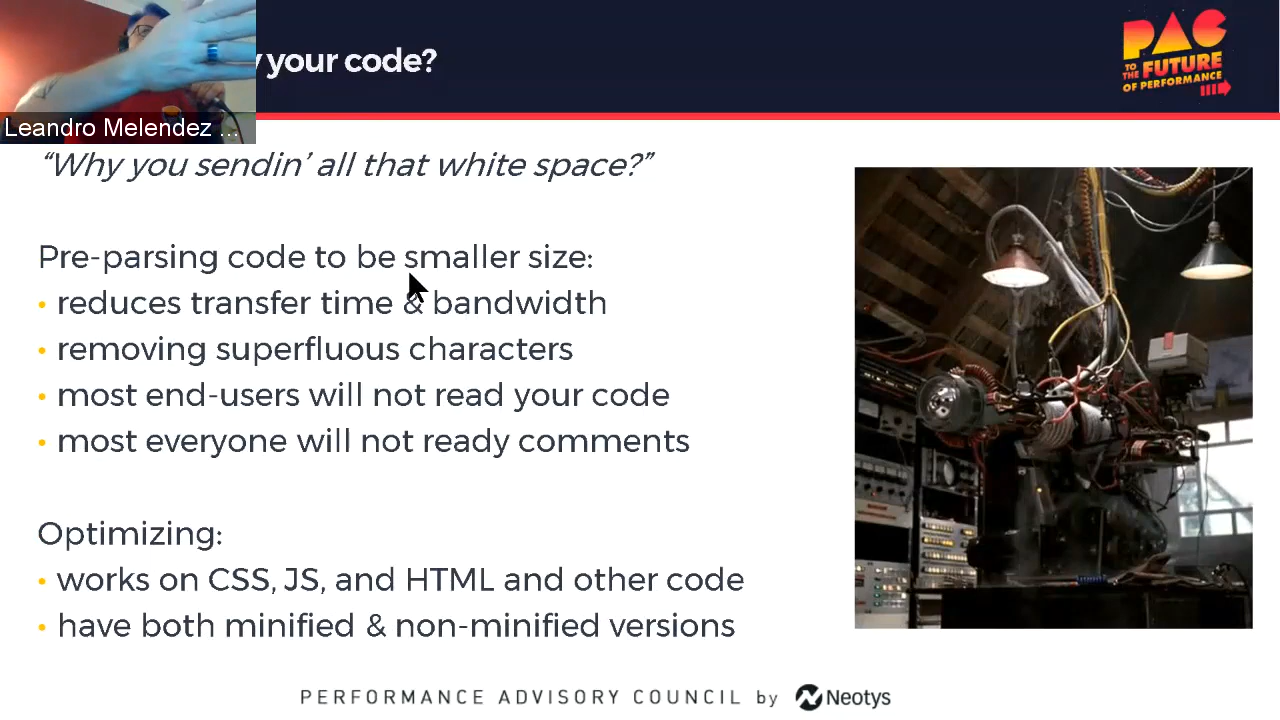 y your code?
PAC
TO THE FUTURE
OF PERFORMANCE
Leandro Melendez ...
“Why you sendin’ all that white space?”
Pre-parsing code to be smaller size:
• reduces transfer time & bandwidth
• removing superfluous characters
• most end-users will not read your code
• most everyone will not ready comments
Optimizing:
• works on CSS, JS, and HTML and other code
• have both minified & non-minified versions
PERFORMANCE ADVISORY COUNCIL by Neotys